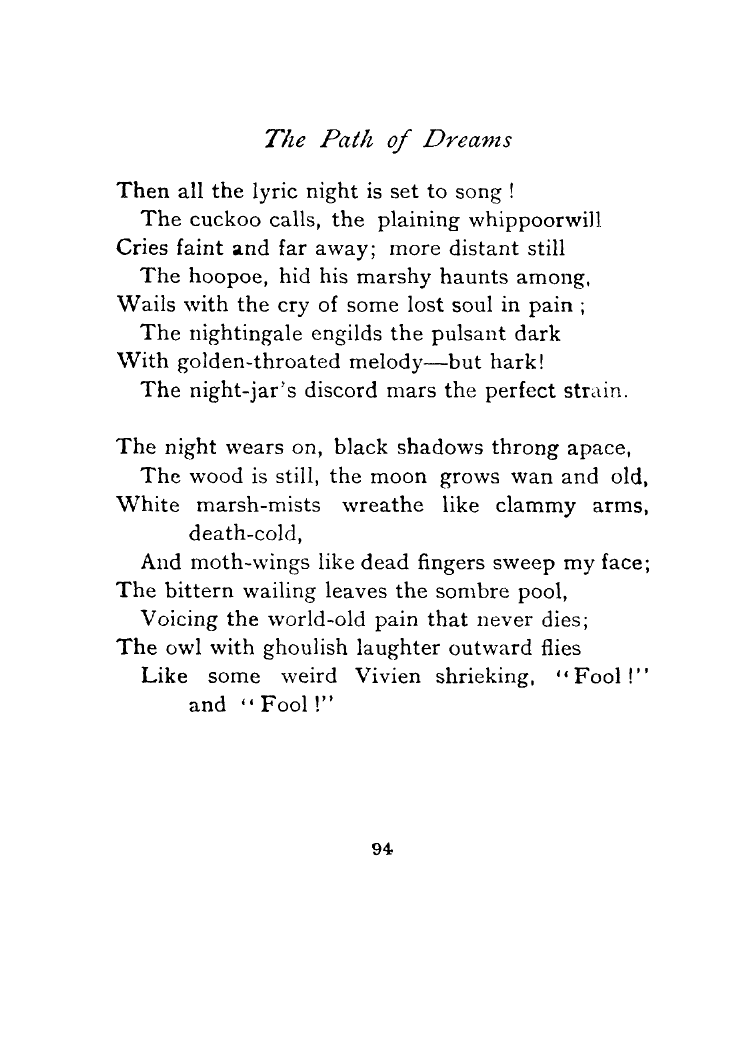 The Path of Dreams
Then all the lyric night is set to song !
The cuckoo calls, the plaining whippoorwill
Cries faint and far away; more distant still
The hoopoe, hid his marshy haunts among,
Wails with the cry of some lost soul in pain ;
The nightingale engilds the pulsant dark
With golden-throated melody—but hark!
The night-jar's discord mars the perfect strain.
The night wears on, black shadows throng apace,
The wood is still, the moon grows wan and old,
White marsh-mists wreathe like clammy arms,
death-cold,
And moth-wings like dead fingers sweep my face;
The bittern wailing leaves the sombre pool,
Voicing the world-old pain that never dies;
The owl with ghoulish laughter outward flies
Like some weird Vivien shrieking, "Fool !"
and "Fool !"
94